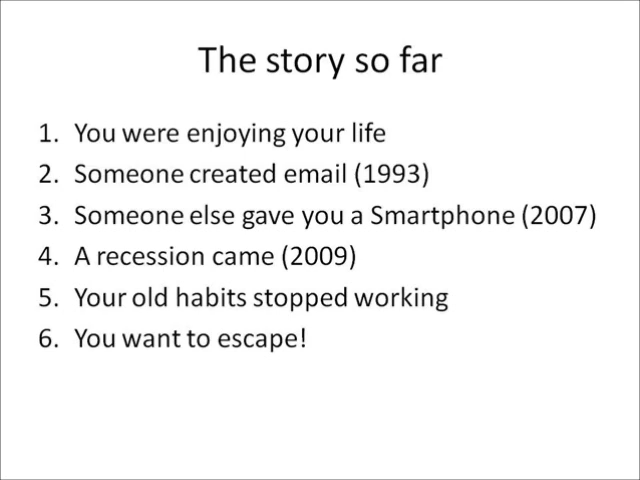 The story so far
1. You were enjoying your life
2. Someone created email (1993)
3. Someone else gave you a Smartphone (2007)
4. A recession came (2009)
5. Your old habits stopped working
6. You want to escape!